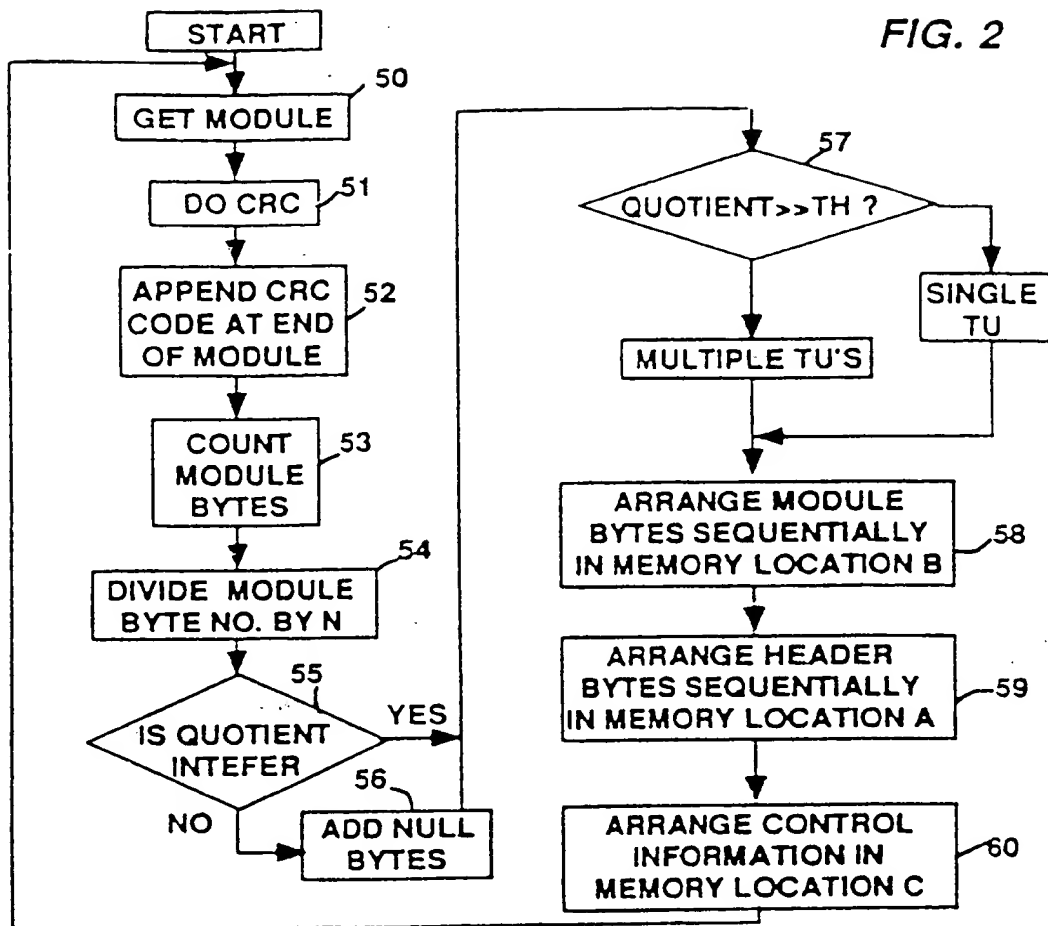 FIG. 2
START
50
GET MODULE
51
DO CRC
52
APPEND CRC
CODE AT END
OF MODULE
53
COUNT
MODULE
BYTES
54
DIVIDE MODULE
BYTE NO. BY N
55
IS QUOTIENT
INTEFER
YES
NO
56
ADD NULL
BYTES
57
QUOTIENT>>TH ?
SINGLE
TU
MULTIPLE TU'S
ARRANGE MODULE
BYTES SEQUENTIALLY
IN MEMORY LOCATION B
58
ARRANGE HEADER
BYTES SEQUENTIALLY
IN MEMORY LOCATION A
59
ARRANGE CONTROL
INFORMATION IN
MEMORY LOCATION C
60